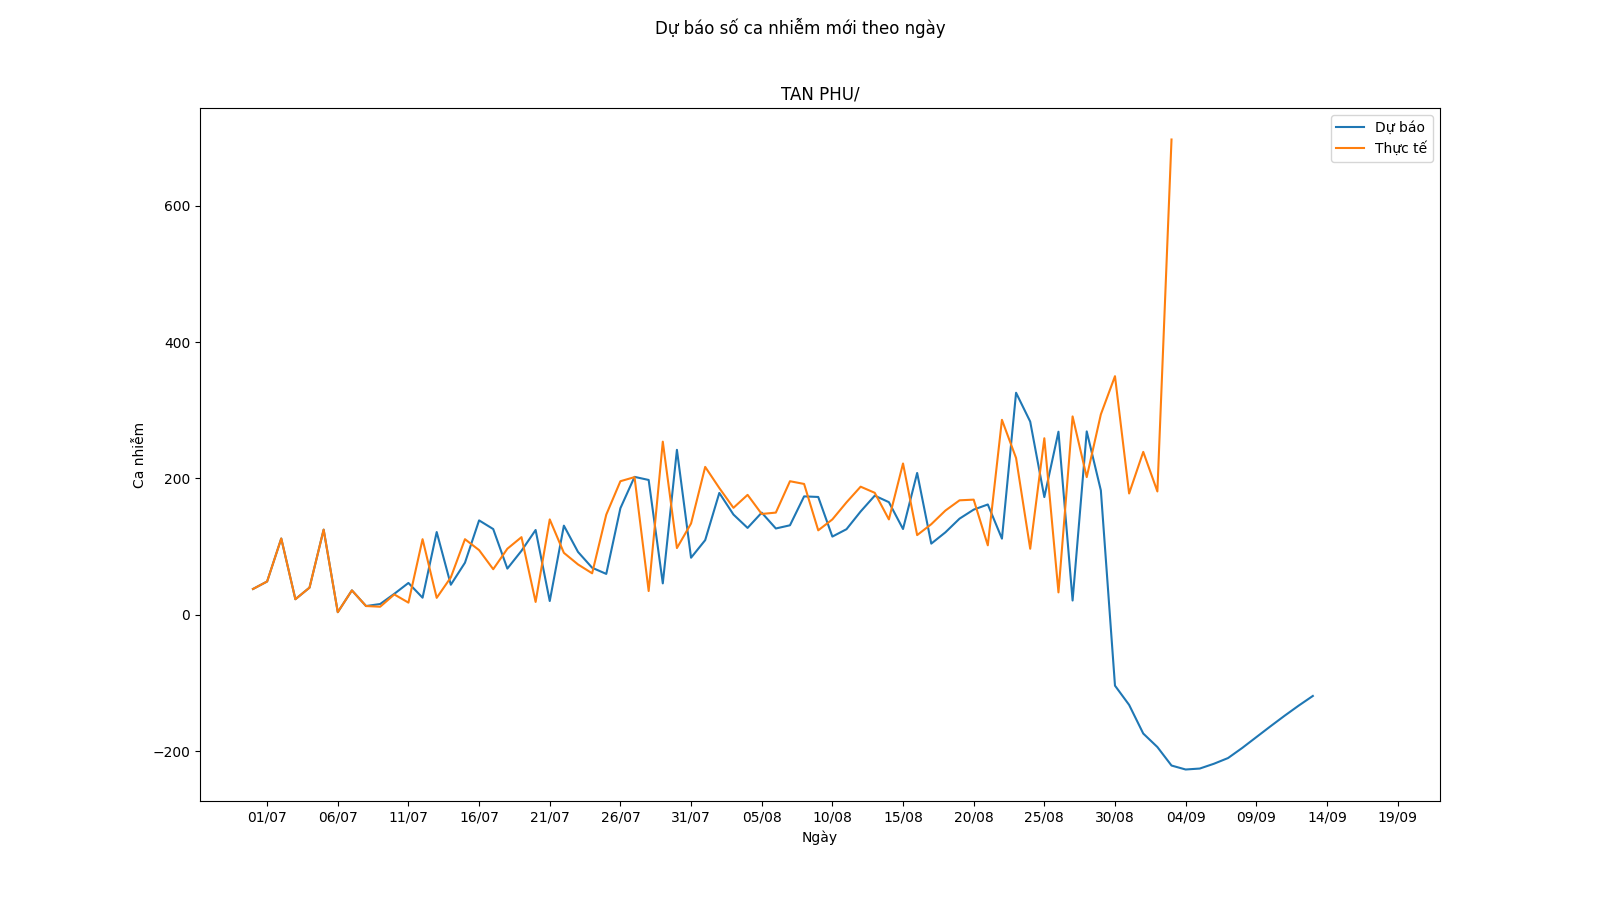 Dự báo số ca nhiễm mới theo ngày
TAN PHU/
Dự báo
Thực tế
Ca nhiễm
600
400
200
0
−200
01/07 06/07 11/07 16/07 21/07 26/07 31/07 05/08 10/08 15/08 20/08 25/08 30/08 04/09 09/09 14/09 19/09
Ngày